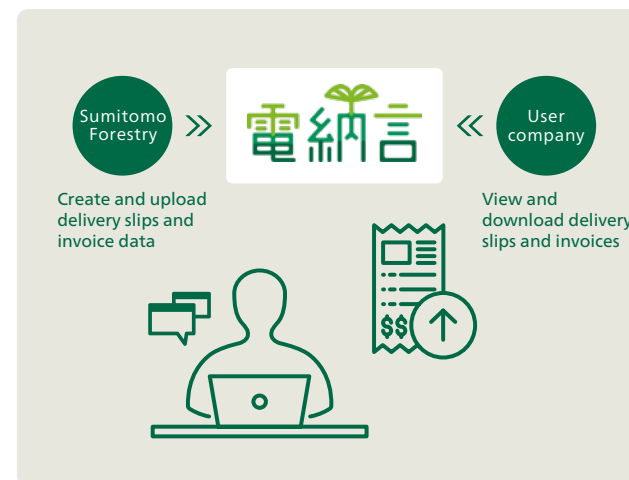 Sumitomo
Forestry
電納言
User
company
Create and upload
delivery slips and
invoice data
View and
download delivery
slips and invoices
$$